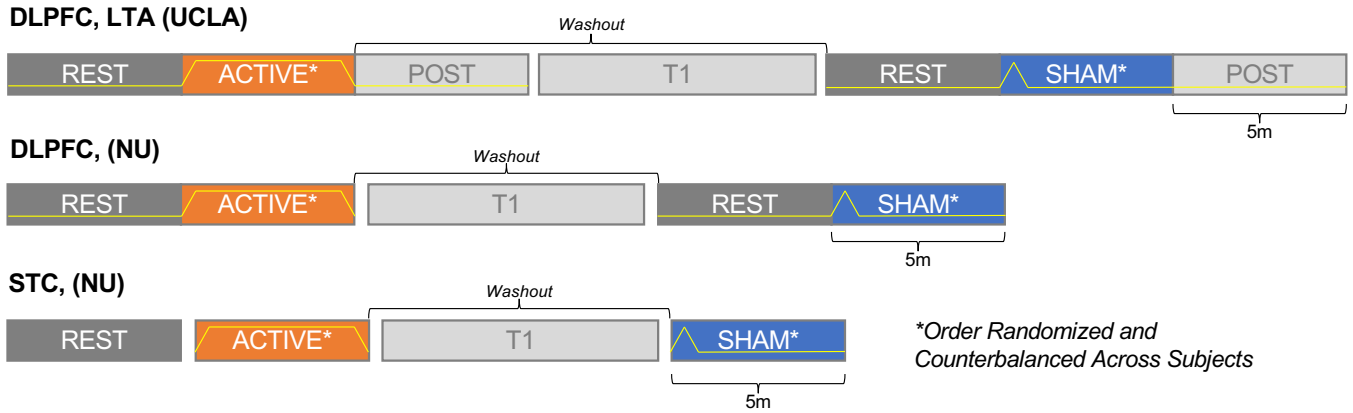 DLPFC, LTA (UCLA)
Washout
REST ACTIVE* POST T1 REST SHAM* POST
5m
DLPFC, (NU)
Washout
REST ACTIVE* T1 REST SHAM*
5m
STC, (NU)
Washout
REST ACTIVE* T1 SHAM*
5m
*Order Randomized and
Counterbalanced Across Subjects